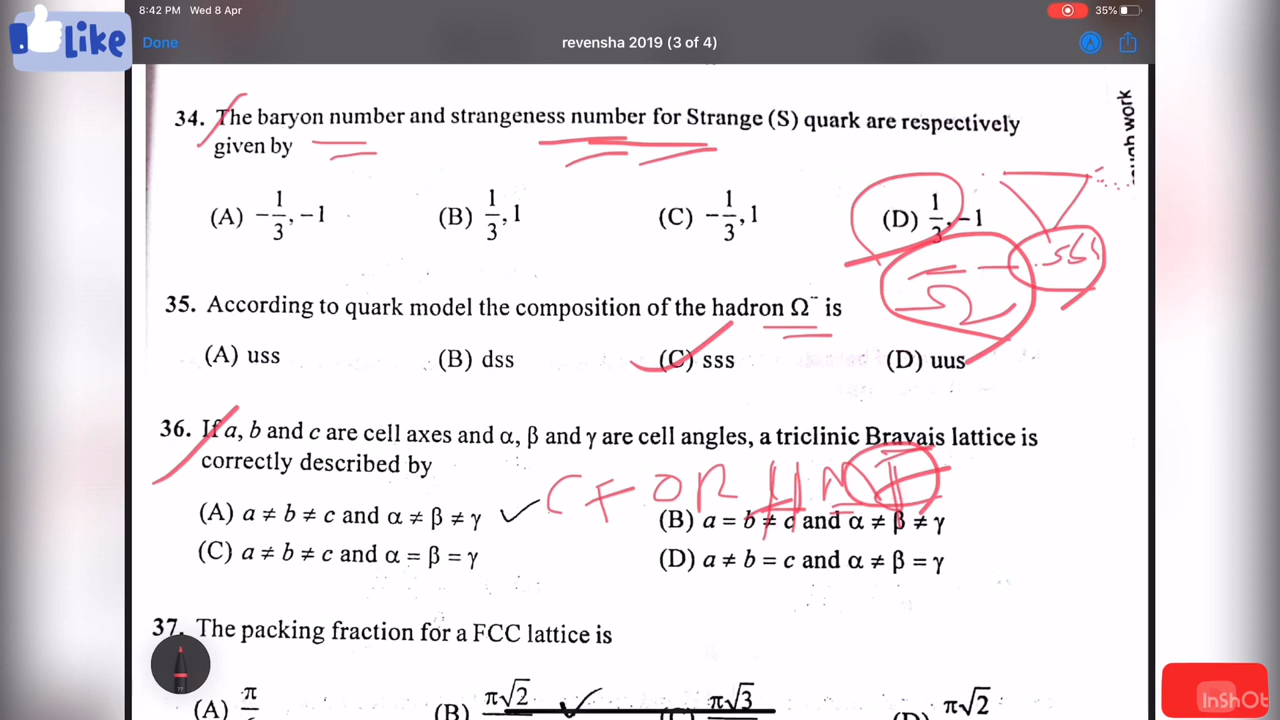 8:42 PM Wed 8 Apr
35%
Like
Done
revensha 2019 (3 of 4)
34. The baryon number and strangeness number for Strange (S) quark are respectively
given by
(A) −1/3, −1 (B) 1/3, 1 (C) −1/3, 1 (D) 1/3, −1
work
35. According to quark model the composition of the hadron Ω⁻ is
(A) uss (B) dss (C) sss (D) uus
36. If a, b and c are cell axes and α, β and γ are cell angles, a triclinic Bravais lattice is
correctly described by
C F O R H M T
(A) a ≠ b ≠ c and α ≠ β ≠ γ (B) a = b ≠ c and α ≠ β ≠ γ
(C) a ≠ b ≠ c and α = β = γ (D) a ≠ b = c and α ≠ β = γ
37. The packing fraction for a FCC lattice is
(A) π (B) π√2 π√3 π√2
InShOt